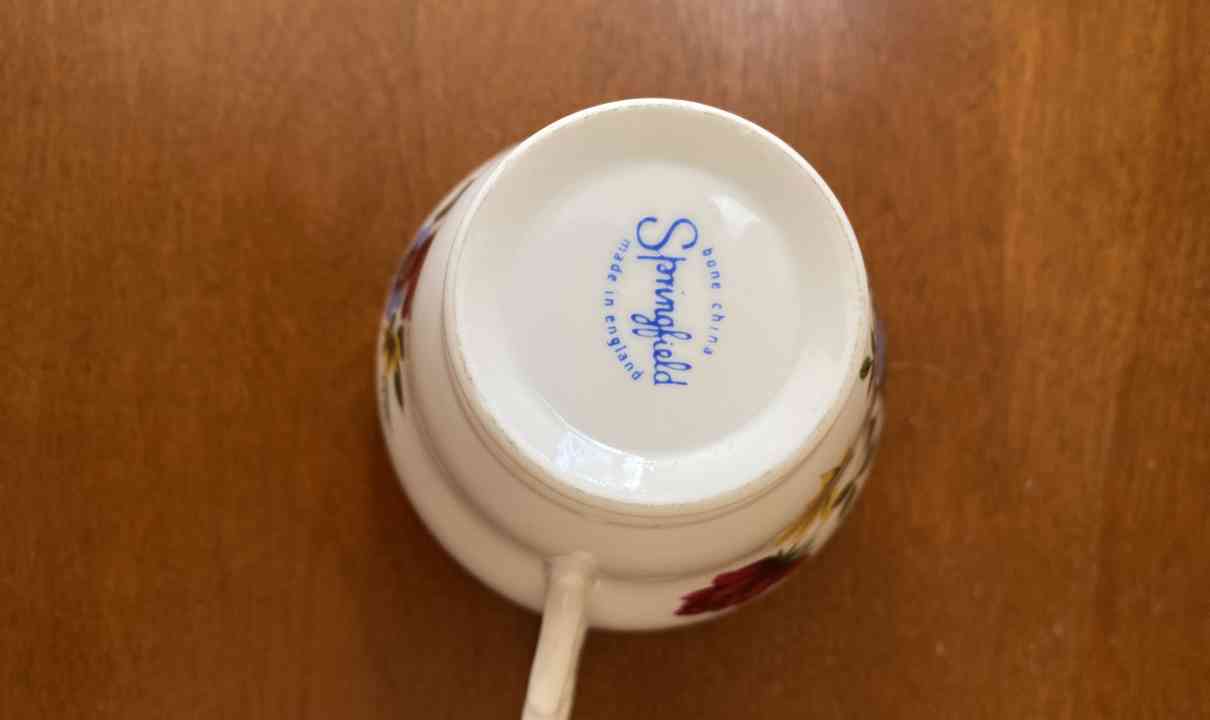 bone china
Springfield
made in england